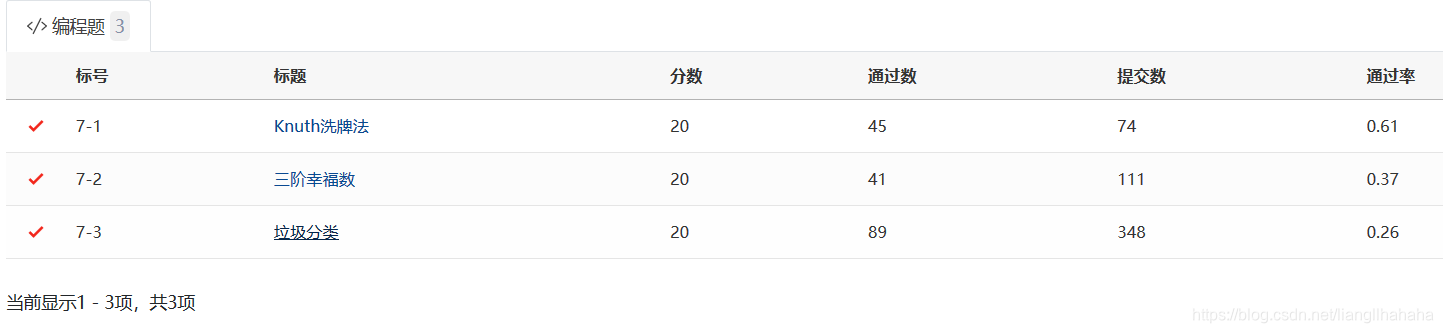 </> 编程题 3
标号 标题 分数 通过数 提交数 通过率
7-1 Knuth洗牌法 20 45 74 0.61
7-2 三阶幸福数 20 41 111 0.37
7-3 垃圾分类 20 89 348 0.26
当前显示1 - 3项，共3项
https://blog.csdn.net/liangllhahaha